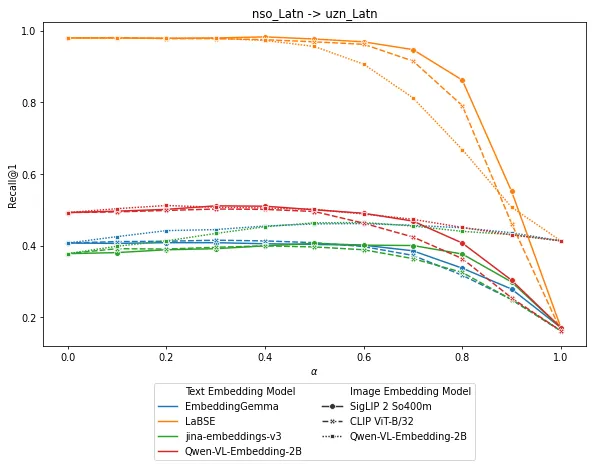 nso_Latn -> uzn_Latn
Recall@1
1.0
0.8
0.6
0.4
0.2
0.0 0.2 0.4 0.6 0.8 1.0
α
Text Embedding Model Image Embedding Model
EmbeddingGemma SigLIP 2 So400m
LaBSE CLIP ViT-B/32
jina-embeddings-v3 Qwen-VL-Embedding-2B
Qwen-VL-Embedding-2B